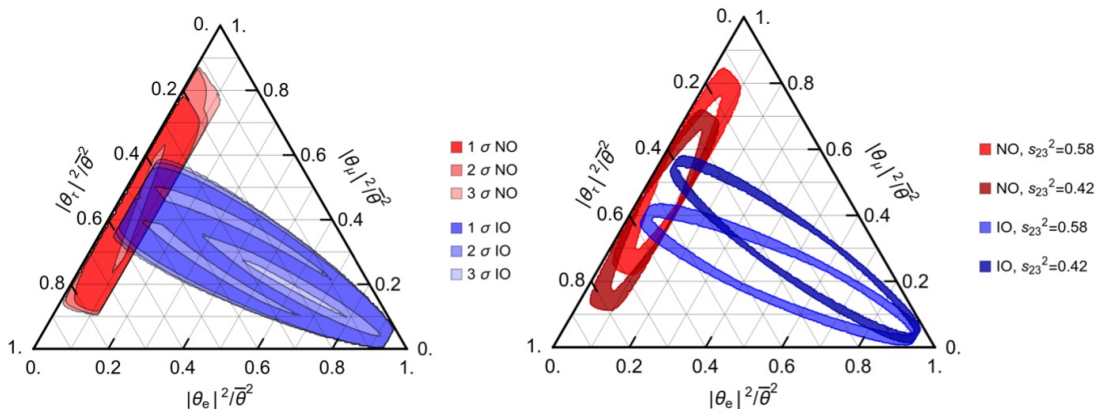 0. 1.
0.2 0.8
0.4 0.6
0.6 0.4
0.8 0.2
1. 0.
0. 0.2 0.4 0.6 0.8 1.
|θτ|²/θ̅²
|θμ|²/θ̅²
|θe|²/θ̅²
1 σ NO
2 σ NO
3 σ NO
1 σ IO
2 σ IO
3 σ IO
0. 1.
0.2 0.8
0.4 0.6
0.6 0.4
0.8 0.2
1. 0.
0. 0.2 0.4 0.6 0.8 1.
|θτ|²/θ̅²
|θμ|²/θ̅²
|θe|²/θ̅²
NO, s₂₃²=0.58
NO, s₂₃²=0.42
IO, s₂₃²=0.58
IO, s₂₃²=0.42